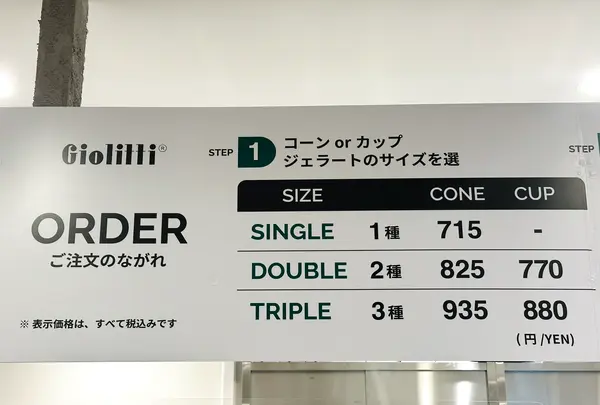 Giolitti®
ORDER
ご注文のながれ
※ 表示価格は、すべて税込みです
STEP 1
コーン or カップ
ジェラートのサイズを選
SIZE CONE CUP
SINGLE 1種 715 -
DOUBLE 2種 825 770
TRIPLE 3種 935 880
(円/YEN)
STEP